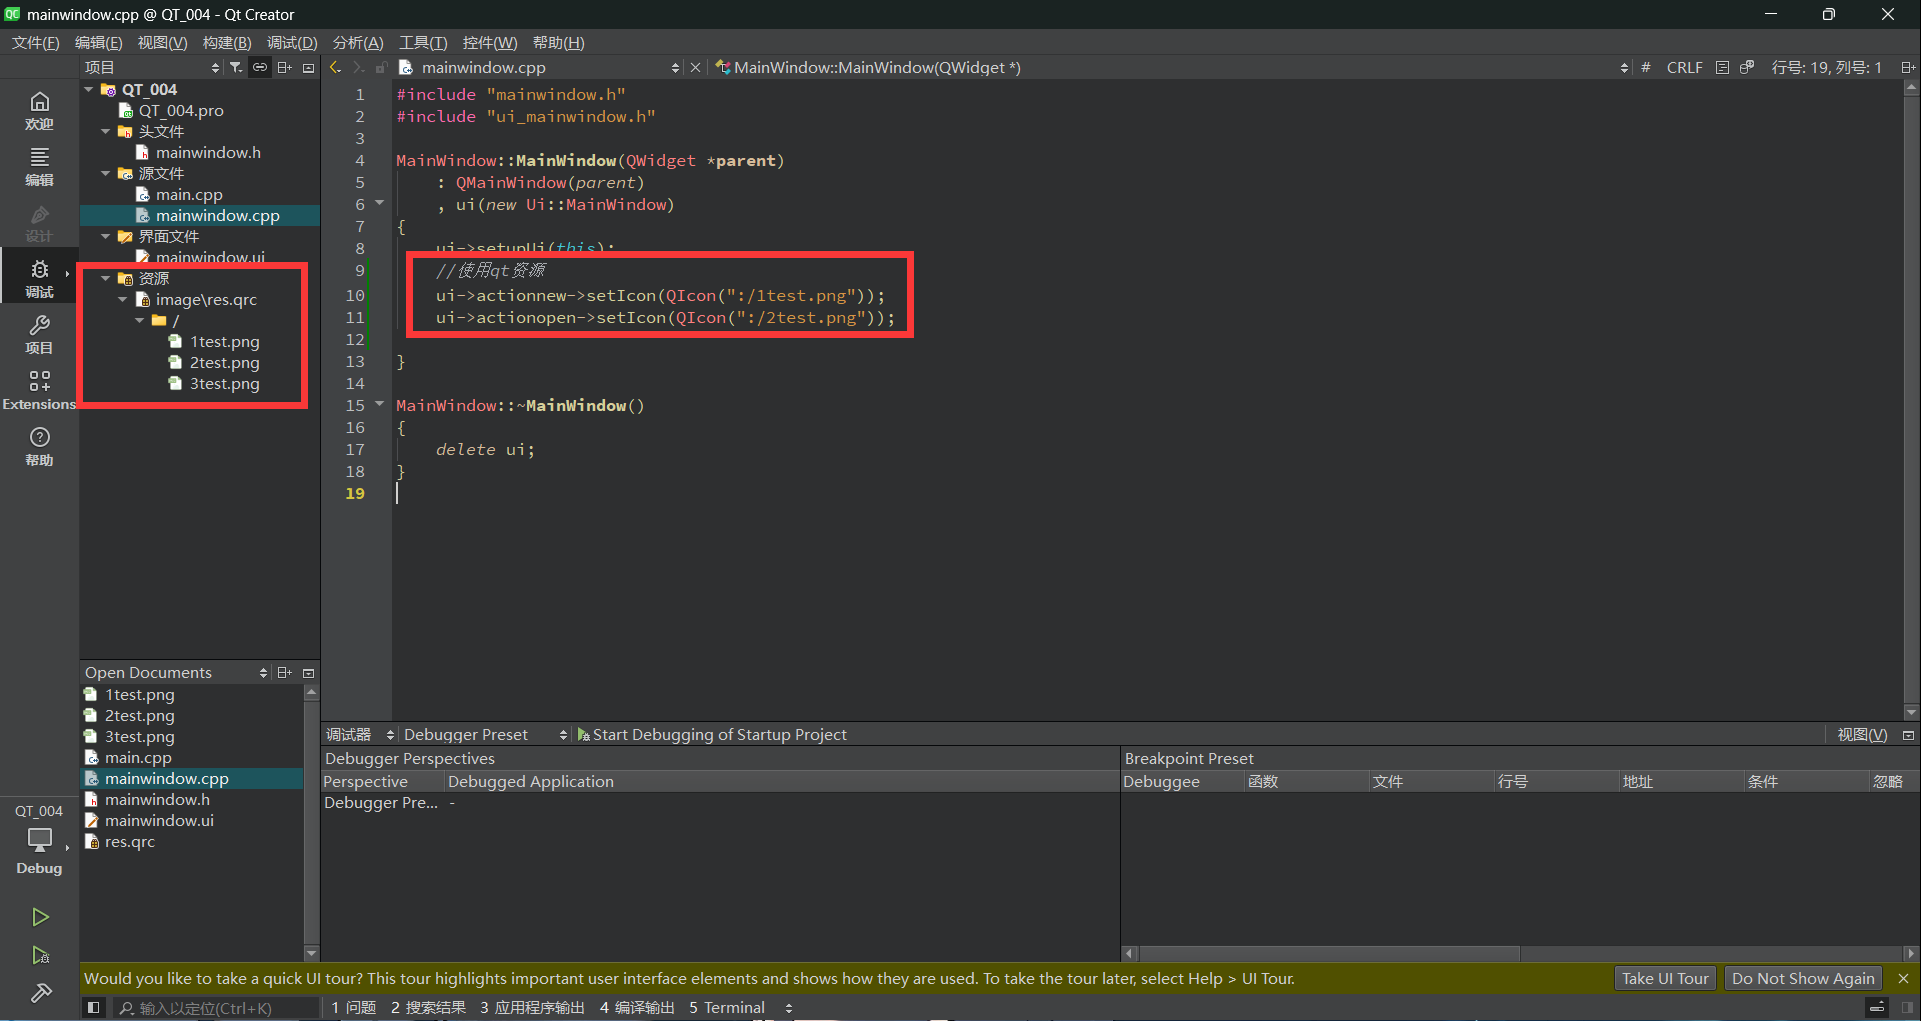 mainwindow.cpp @ QT_004 - Qt Creator
文件(F) 编辑(E) 视图(V) 构建(B) 调试(D) 分析(A) 工具(T) 控件(W) 帮助(H)
项目
mainwindow.cpp
MainWindow::MainWindow(QWidget *)
# CRLF 行号: 19, 列号: 1
欢迎
编辑
设计
调试
项目
Extensions
帮助
QT_004
Debug
QT_004
QT_004.pro
头文件
mainwindow.h
源文件
main.cpp
mainwindow.cpp
界面文件
mainwindow.ui
资源
image\res.qrc
/
1test.png
2test.png
3test.png
Open Documents
1test.png
2test.png
3test.png
main.cpp
mainwindow.cpp
mainwindow.h
mainwindow.ui
res.qrc
1 #include "mainwindow.h"
2 #include "ui_mainwindow.h"
3
4 MainWindow::MainWindow(QWidget *parent)
5 : QMainWindow(parent)
6 , ui(new Ui::MainWindow)
7 {
8 ui->setupUi(this);
9 //使用qt资源
10 ui->actionnew->setIcon(QIcon(":/1test.png"));
11 ui->actionopen->setIcon(QIcon(":/2test.png"));
12
13 }
14
15 MainWindow::~MainWindow()
16 {
17 delete ui;
18 }
19
调试器 Debugger Preset Start Debugging of Startup Project 视图(V)
Debugger Perspectives
Perspective Debugged Application
Debugger Pre... -
Breakpoint Preset
Debuggee 函数 文件 行号 地址 条件 忽略
Would you like to take a quick UI tour? This tour highlights important user interface elements and shows how they are used. To take the tour later, select Help > UI Tour.
Take UI Tour Do Not Show Again
输入以定位(Ctrl+K) 1 问题 2 搜索结果 3 应用程序输出 4 编译输出 5 Terminal